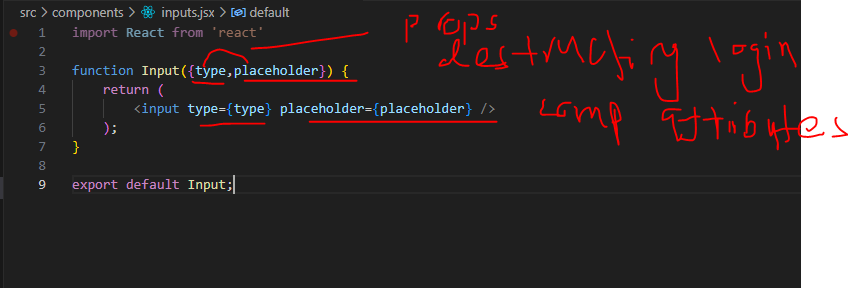 src > components > inputs.jsx > default
1 import React from 'react'
2
3 function Input({type,placeholder}) {
4 return (
5 <input type={type} placeholder={placeholder} />
6 );
7 }
8
9 export default Input;
props
destructing login
comp attributes